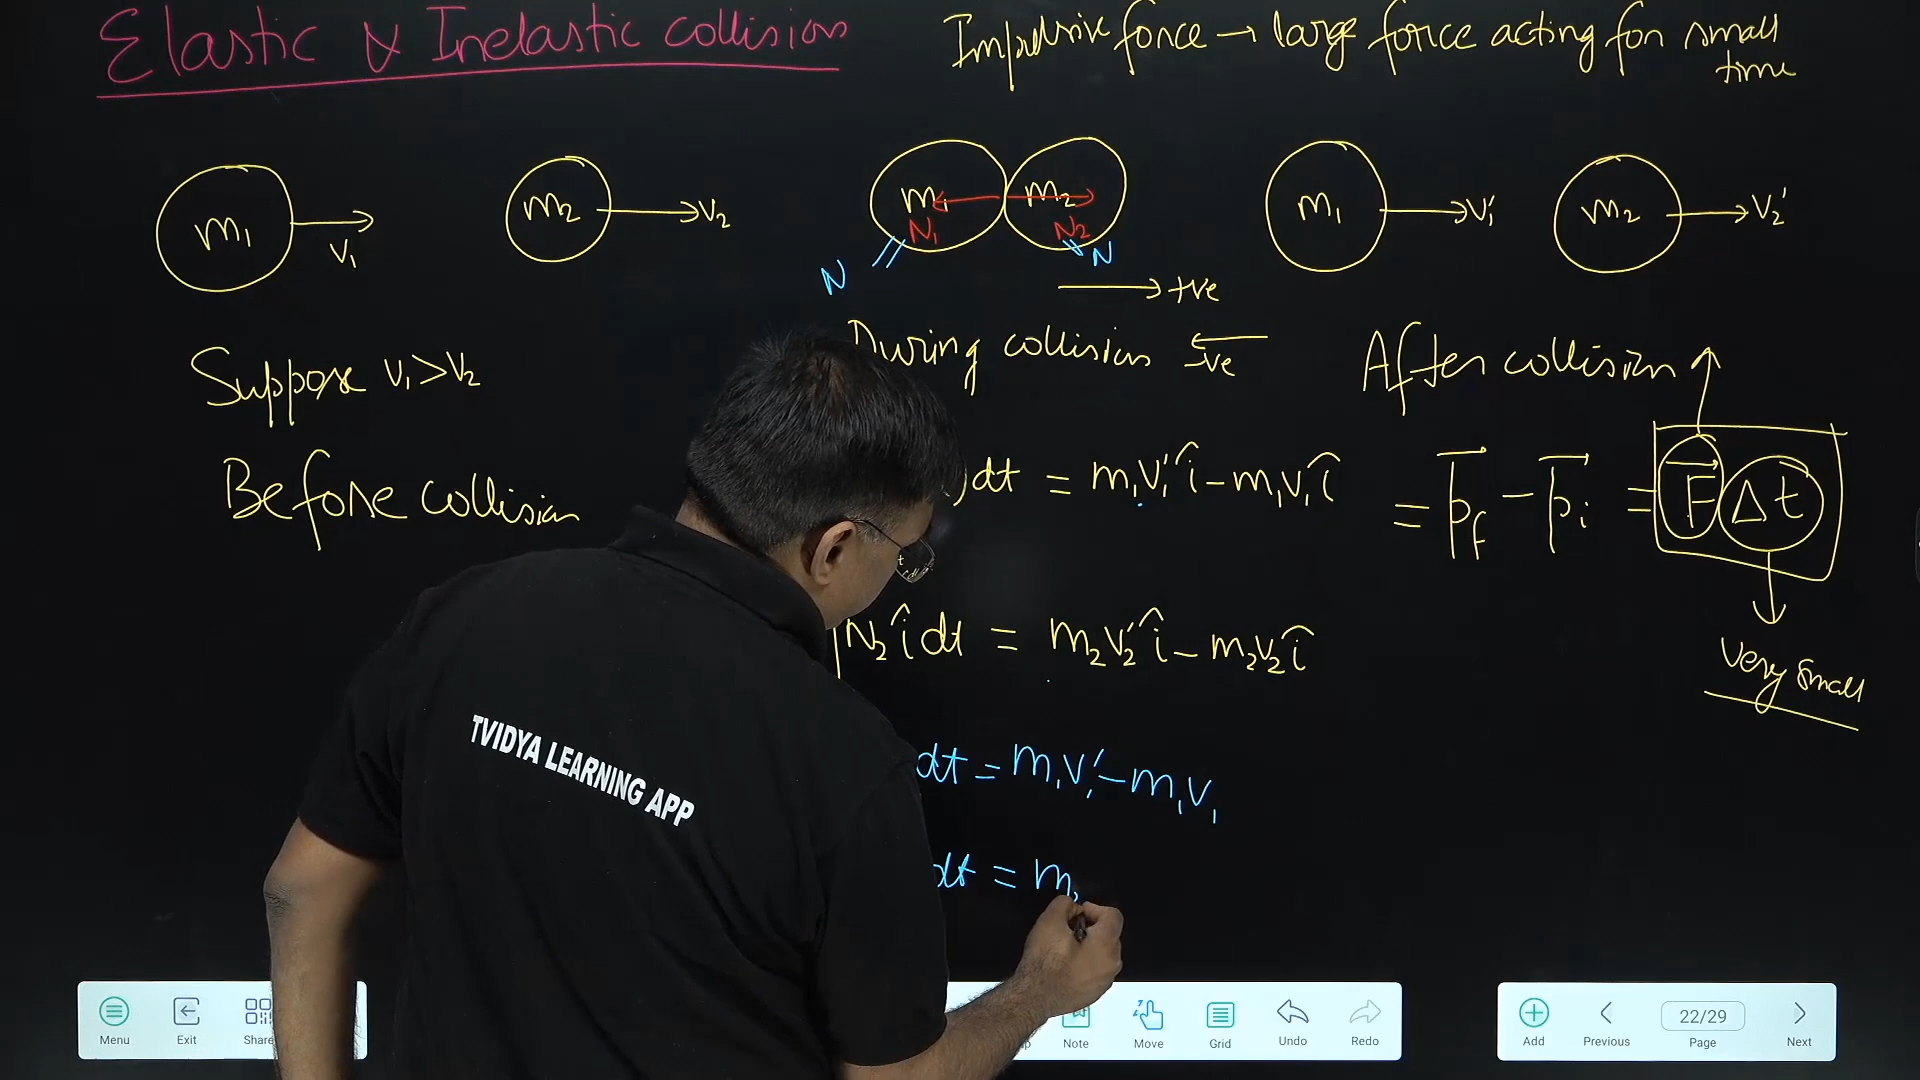 Elastic & Inelastic collision
Impulsive force → large force acting for small
time
m₁ v₁
m₂ → v₂
m₂
N₁ N₂
N N
→ +ve
m₁ → v₁'
m₂ → v₂'
Suppose v₁>v₂
Before collision
During collision
-ve
After collision
)dt = m₁v₁'î - m₁v₁î = p⃗f - p⃗i = F⃗ Δt
N₂ î dt = m₂v₂'î - m₂v₂î
very small
dt = m₁v₁' - m₁v₁
dt = m₂
TVIDYA LEARNING APP
Menu Exit Share Note Move Grid Undo Redo
Add Previous 22/29 Page Next